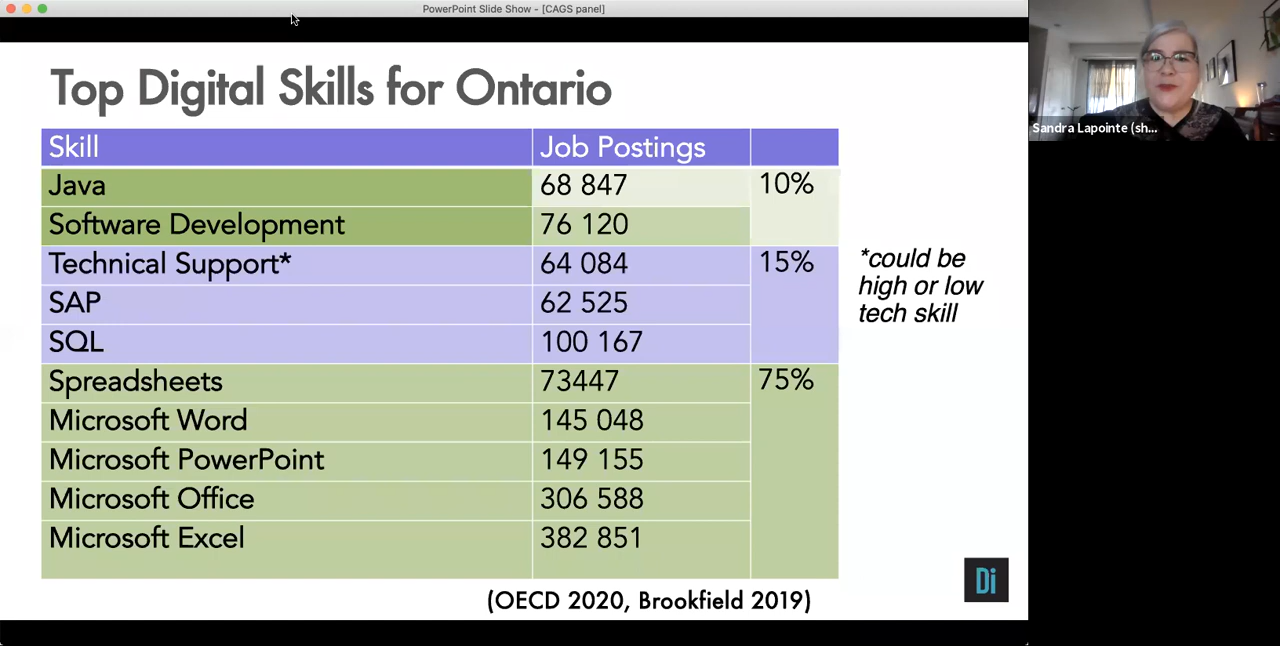 PowerPoint Slide Show - [CAGS panel]
Top Digital Skills for Ontario
Skill Job Postings
Java 68 847 10%
Software Development 76 120
Technical Support* 64 084 15%
SAP 62 525
SQL 100 167
Spreadsheets 73447 75%
Microsoft Word 145 048
Microsoft PowerPoint 149 155
Microsoft Office 306 588
Microsoft Excel 382 851
*could be
high or low
tech skill
(OECD 2020, Brookfield 2019)
Di
Sandra Lapointe (sh...